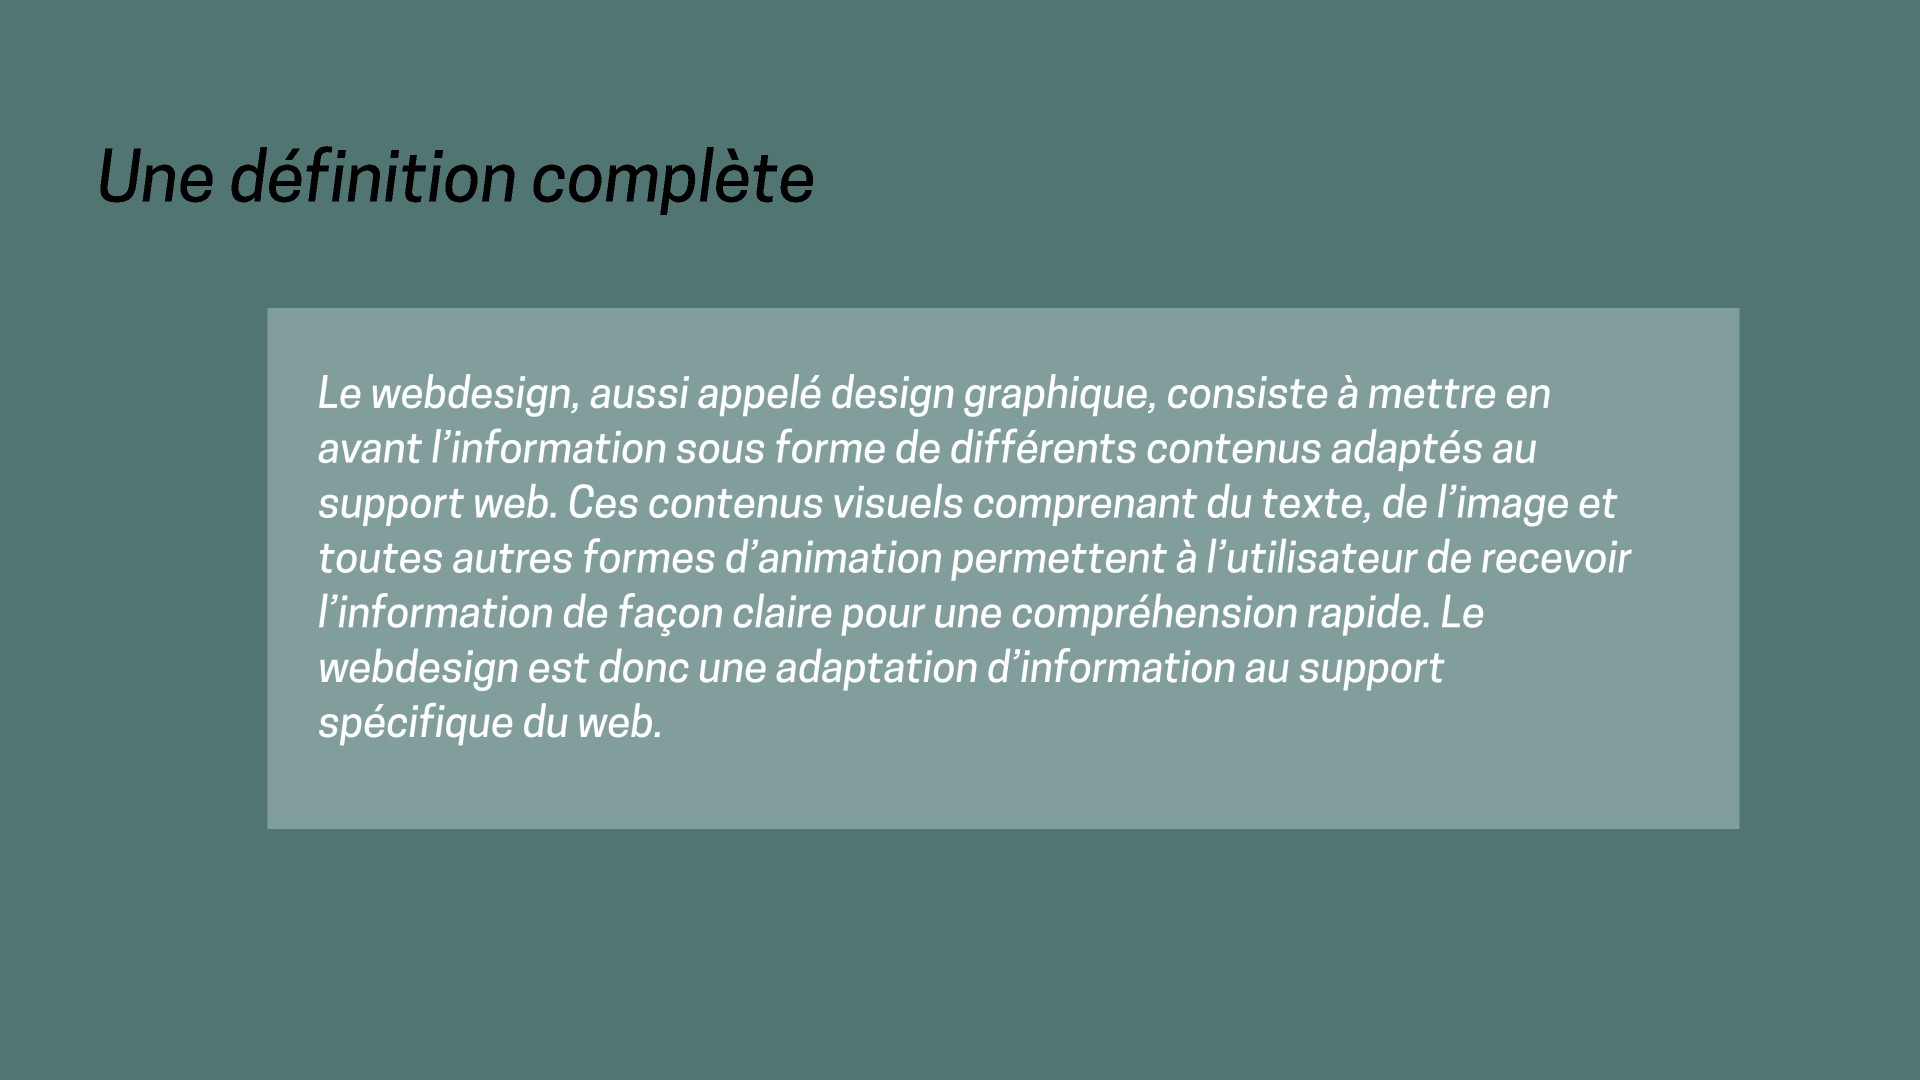 Une définition complète
Le webdesign, aussi appelé design graphique, consiste à mettre en
avant l’information sous forme de différents contenus adaptés au
support web. Ces contenus visuels comprenant du texte, de l’image et
toutes autres formes d’animation permettent à l’utilisateur de recevoir
l’information de façon claire pour une compréhension rapide. Le
webdesign est donc une adaptation d’information au support
spécifique du web.